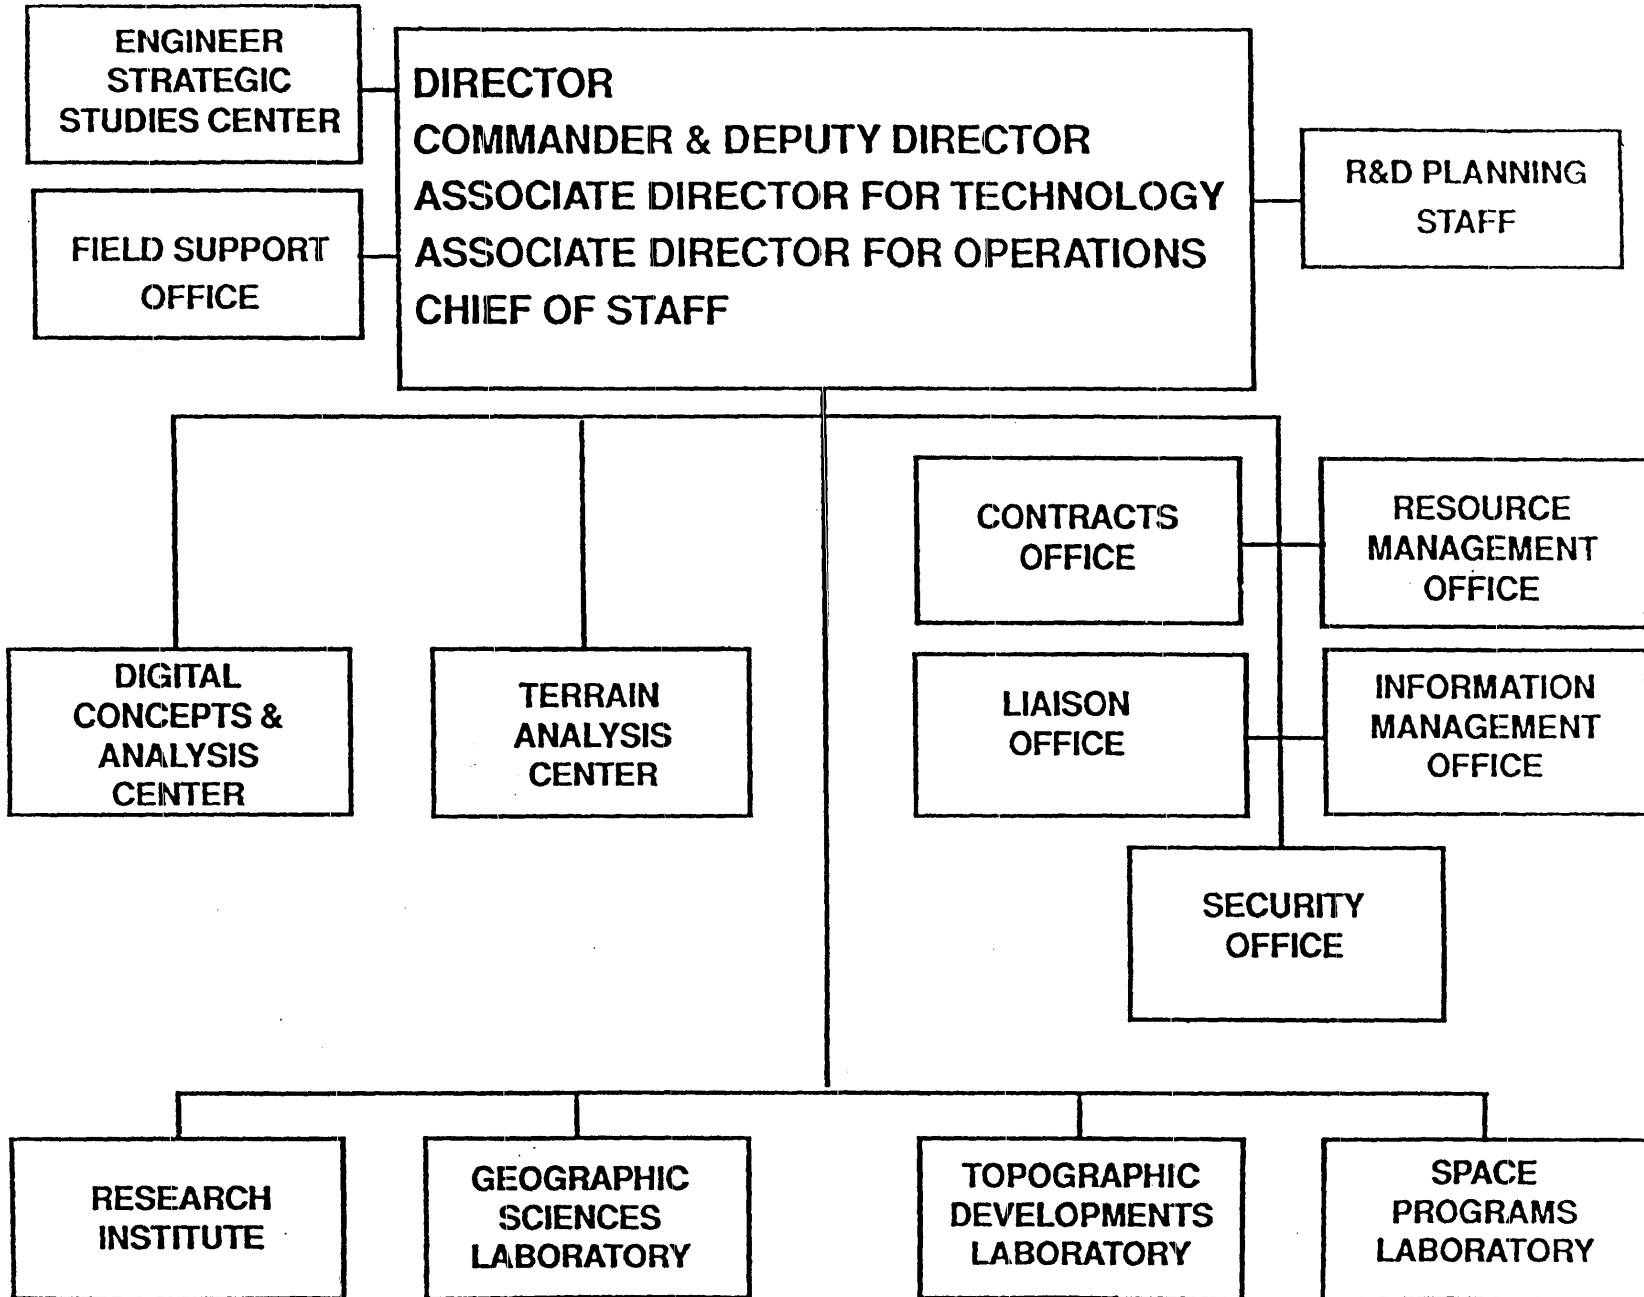 ENGINEER
STRATEGIC
STUDIES CENTER
DIRECTOR
COMMANDER & DEPUTY DIRECTOR
ASSOCIATE DIRECTOR FOR TECHNOLOGY
ASSOCIATE DIRECTOR FOR OPERATIONS
CHIEF OF STAFF
R&D PLANNING
STAFF
FIELD SUPPORT
OFFICE
CONTRACTS
OFFICE
RESOURCE
MANAGEMENT
OFFICE
DIGITAL
CONCEPTS &
ANALYSIS
CENTER
TERRAIN
ANALYSIS
CENTER
LIAISON
OFFICE
INFORMATION
MANAGEMENT
OFFICE
SECURITY
OFFICE
RESEARCH
INSTITUTE
GEOGRAPHIC
SCIENCES
LABORATORY
TOPOGRAPHIC
DEVELOPMENTS
LABORATORY
SPACE
PROGRAMS
LABORATORY